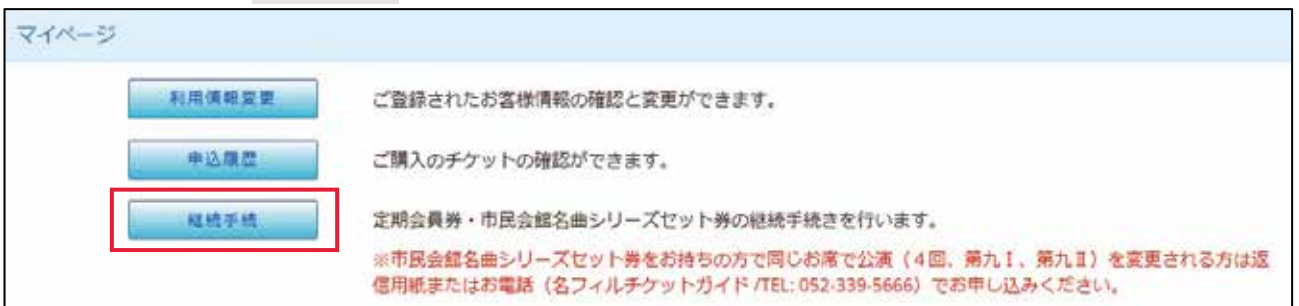 マイページ
利用情報変更
ご登録されたお客様情報の確認と変更ができます。
申込履歴
ご購入のチケットの確認ができます。
継続手続
定期会員券・市民会館名曲シリーズセット券の継続手続きを行います。
※市民会館名曲シリーズセット券をお持ちの方で同じお席で公演（４回、第九Ⅰ、第九Ⅱ）を変更される方は返
信用紙またはお電話（名フィルチケットガイド /TEL: 052-339-5666）でお申し込みください。